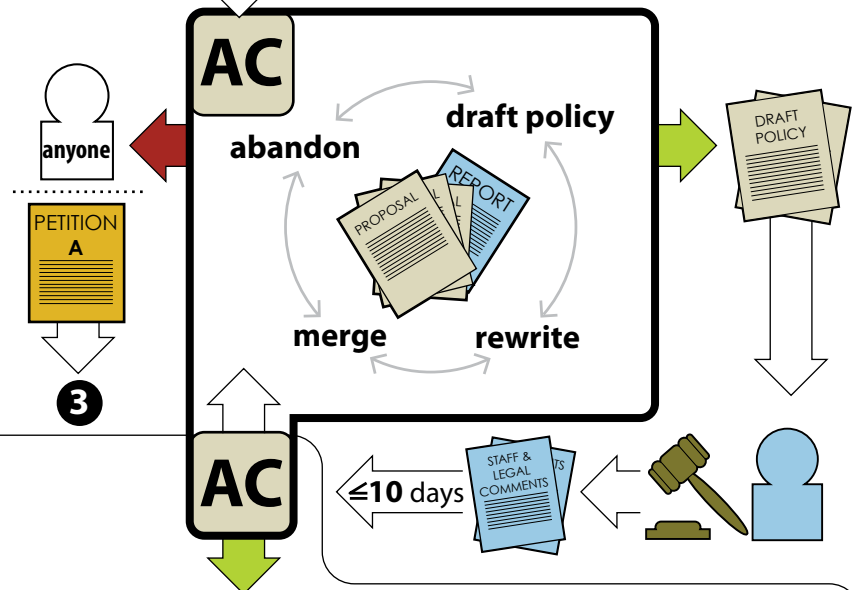 AC
draft policy
abandon
anyone
PETITION
A
PROPOSAL
L
L
REPORT
DRAFT
POLICY
merge
rewrite
3
AC
≤10 days
STAFF &
LEGAL
COMMENTS
TS